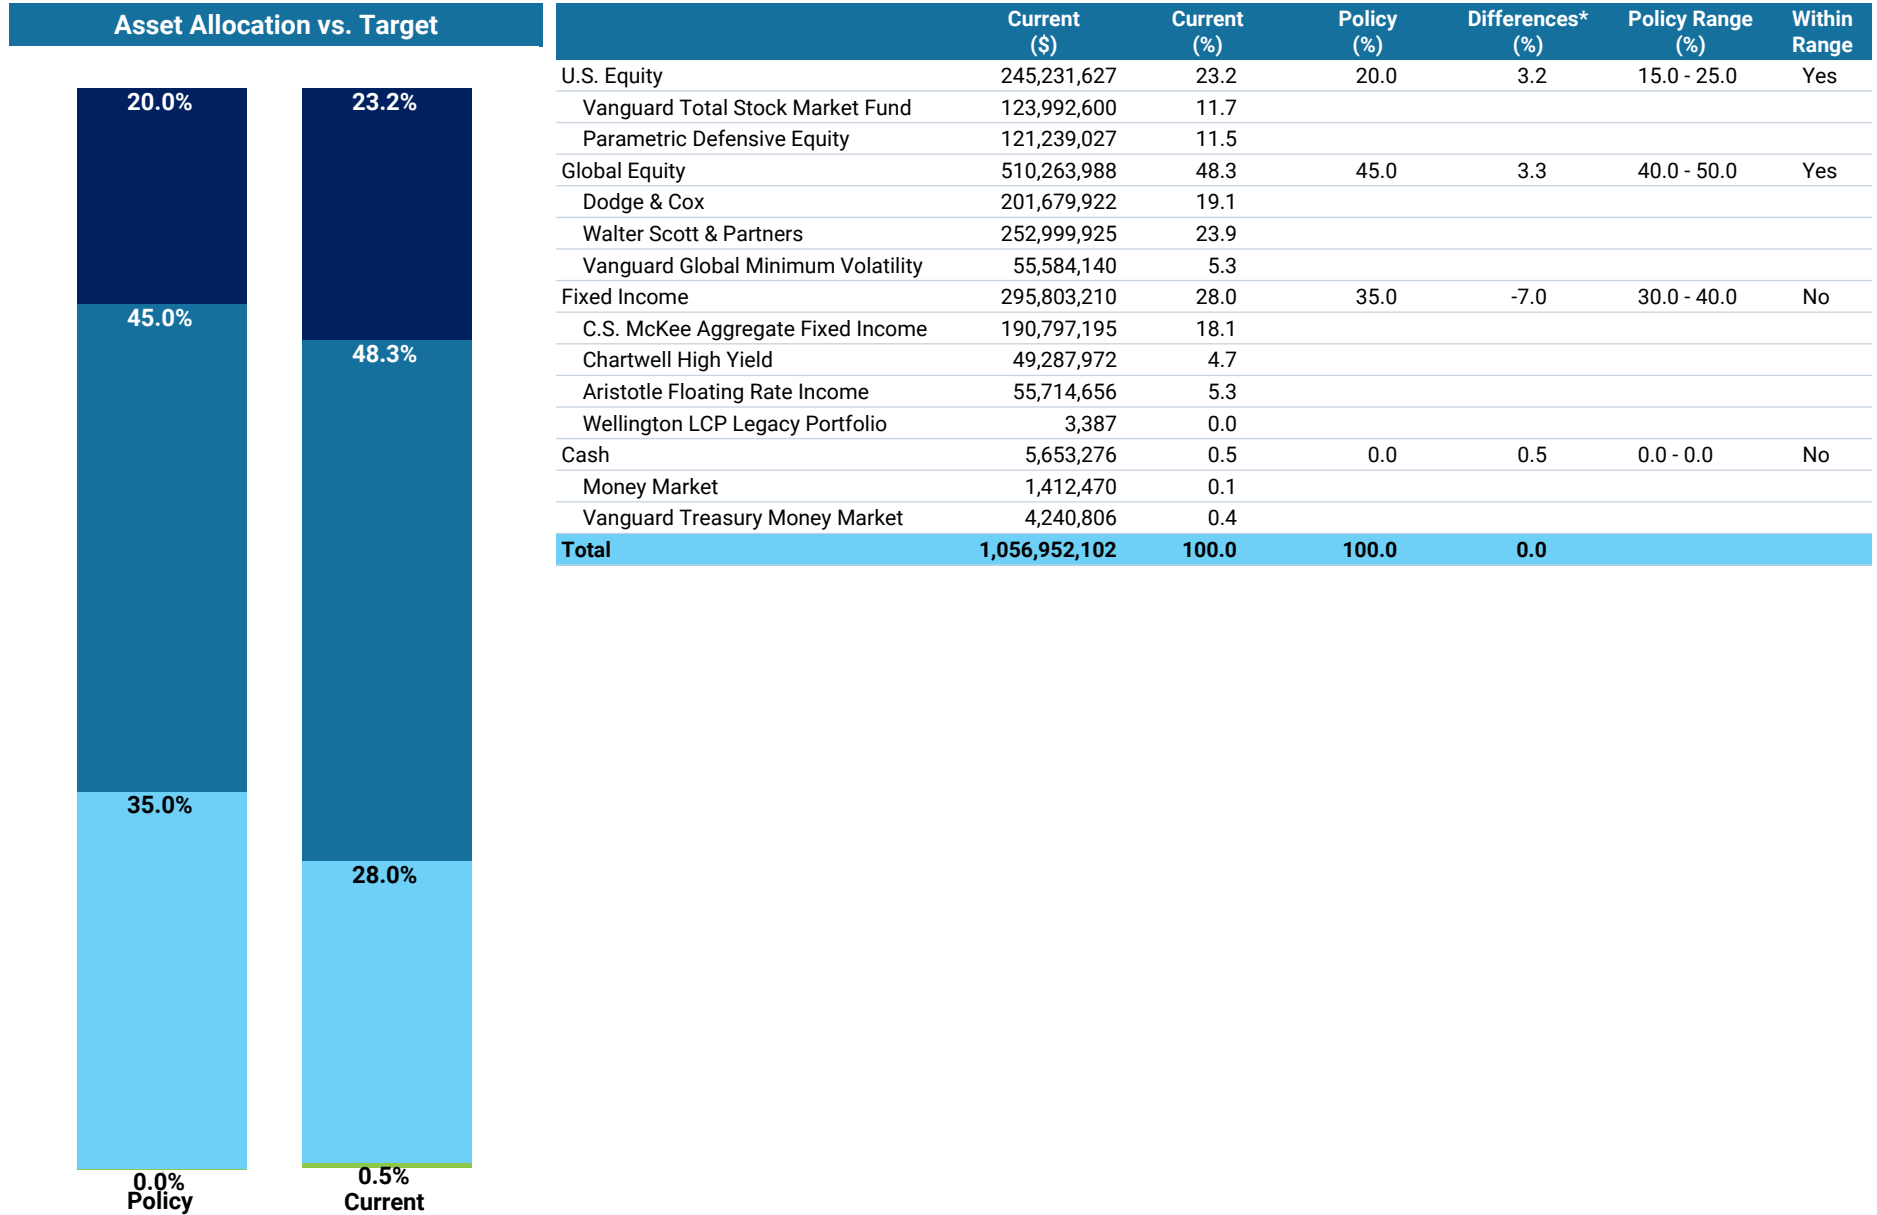 Asset Allocation vs. Target
20.0%
45.0%
35.0%
0.0%
Policy
23.2%
48.3%
28.0%
0.5%
Current
Current ($) Current (%) Policy (%) Differences* (%) Policy Range (%) Within Range
U.S. Equity 245,231,627 23.2 20.0 3.2 15.0 - 25.0 Yes
Vanguard Total Stock Market Fund 123,992,600 11.7
Parametric Defensive Equity 121,239,027 11.5
Global Equity 510,263,988 48.3 45.0 3.3 40.0 - 50.0 Yes
Dodge & Cox 201,679,922 19.1
Walter Scott & Partners 252,999,925 23.9
Vanguard Global Minimum Volatility 55,584,140 5.3
Fixed Income 295,803,210 28.0 35.0 -7.0 30.0 - 40.0 No
C.S. McKee Aggregate Fixed Income 190,797,195 18.1
Chartwell High Yield 49,287,972 4.7
Aristotle Floating Rate Income 55,714,656 5.3
Wellington LCP Legacy Portfolio 3,387 0.0
Cash 5,653,276 0.5 0.0 0.5 0.0 - 0.0 No
Money Market 1,412,470 0.1
Vanguard Treasury Money Market 4,240,806 0.4
Total 1,056,952,102 100.0 100.0 0.0